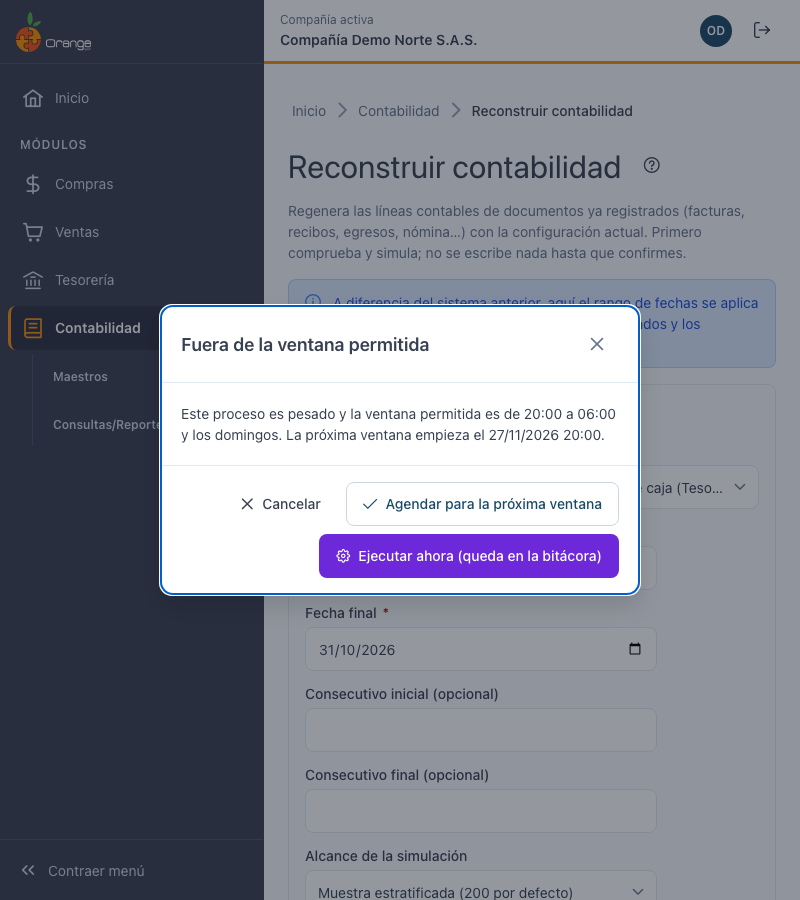 Orange
Compañía activa
Compañía Demo Norte S.A.S.
OD
Inicio
MÓDULOS
Compras
Ventas
Tesorería
Contabilidad
Maestros
Consultas/Reporte
Contraer menú
Inicio
Contabilidad
Reconstruir contabilidad
Reconstruir contabilidad
Regenera las líneas contables de documentos ya registrados (facturas,
recibos, egresos, nómina…) con la configuración actual. Primero
comprueba y simula; no se escribe nada hasta que confirmes.
A diferencia del sistema anterior, aquí el rango de fechas se aplica
ados y los
Fuera de la ventana permitida
Este proceso es pesado y la ventana permitida es de 20:00 a 06:00
y los domingos. La próxima ventana empieza el 27/11/2026 20:00.
Cancelar
Agendar para la próxima ventana
Ejecutar ahora (queda en la bitácora)
caja (Teso...
Fecha final *
31/10/2026
Consecutivo inicial (opcional)
Consecutivo final (opcional)
Alcance de la simulación
Muestra estratificada (200 por defecto)